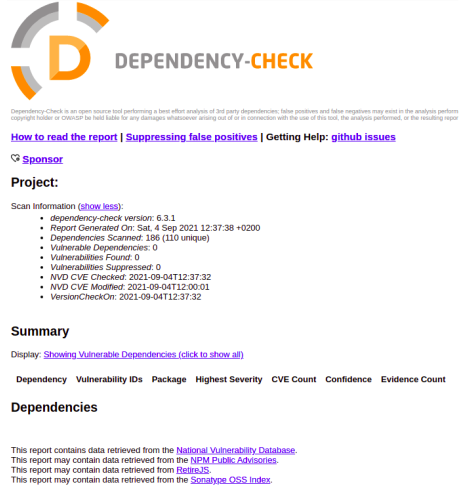 D
DEPENDENCY-CHECK
Dependency-Check is an open source tool performing a best effort analysis of 3rd party dependencies; false positives and false negatives may exist in the analysis perform
copyright holder or OWASP be held liable for any damages whatsoever arising out of or in connection with the use of this tool, the analysis performed, or the resulting repor
How to read the report | Suppressing false positives | Getting Help: github issues
Sponsor
Project:
Scan Information (show less):
• dependency-check version: 6.3.1
• Report Generated On: Sat, 4 Sep 2021 12:37:38 +0200
• Dependencies Scanned: 186 (110 unique)
• Vulnerable Dependencies: 0
• Vulnerabilities Found: 0
• Vulnerabilities Suppressed: 0
• NVD CVE Checked: 2021-09-04T12:37:32
• NVD CVE Modified: 2021-09-04T12:00:01
• VersionCheckOn: 2021-09-04T12:37:32
Summary
Display: Showing Vulnerable Dependencies (click to show all)
Dependency Vulnerability IDs Package Highest Severity CVE Count Confidence Evidence Count
Dependencies
This report contains data retrieved from the National Vulnerability Database.
This report may contain data retrieved from the NPM Public Advisories.
This report may contain data retrieved from RetireJS.
This report may contain data retrieved from the Sonatype OSS Index.